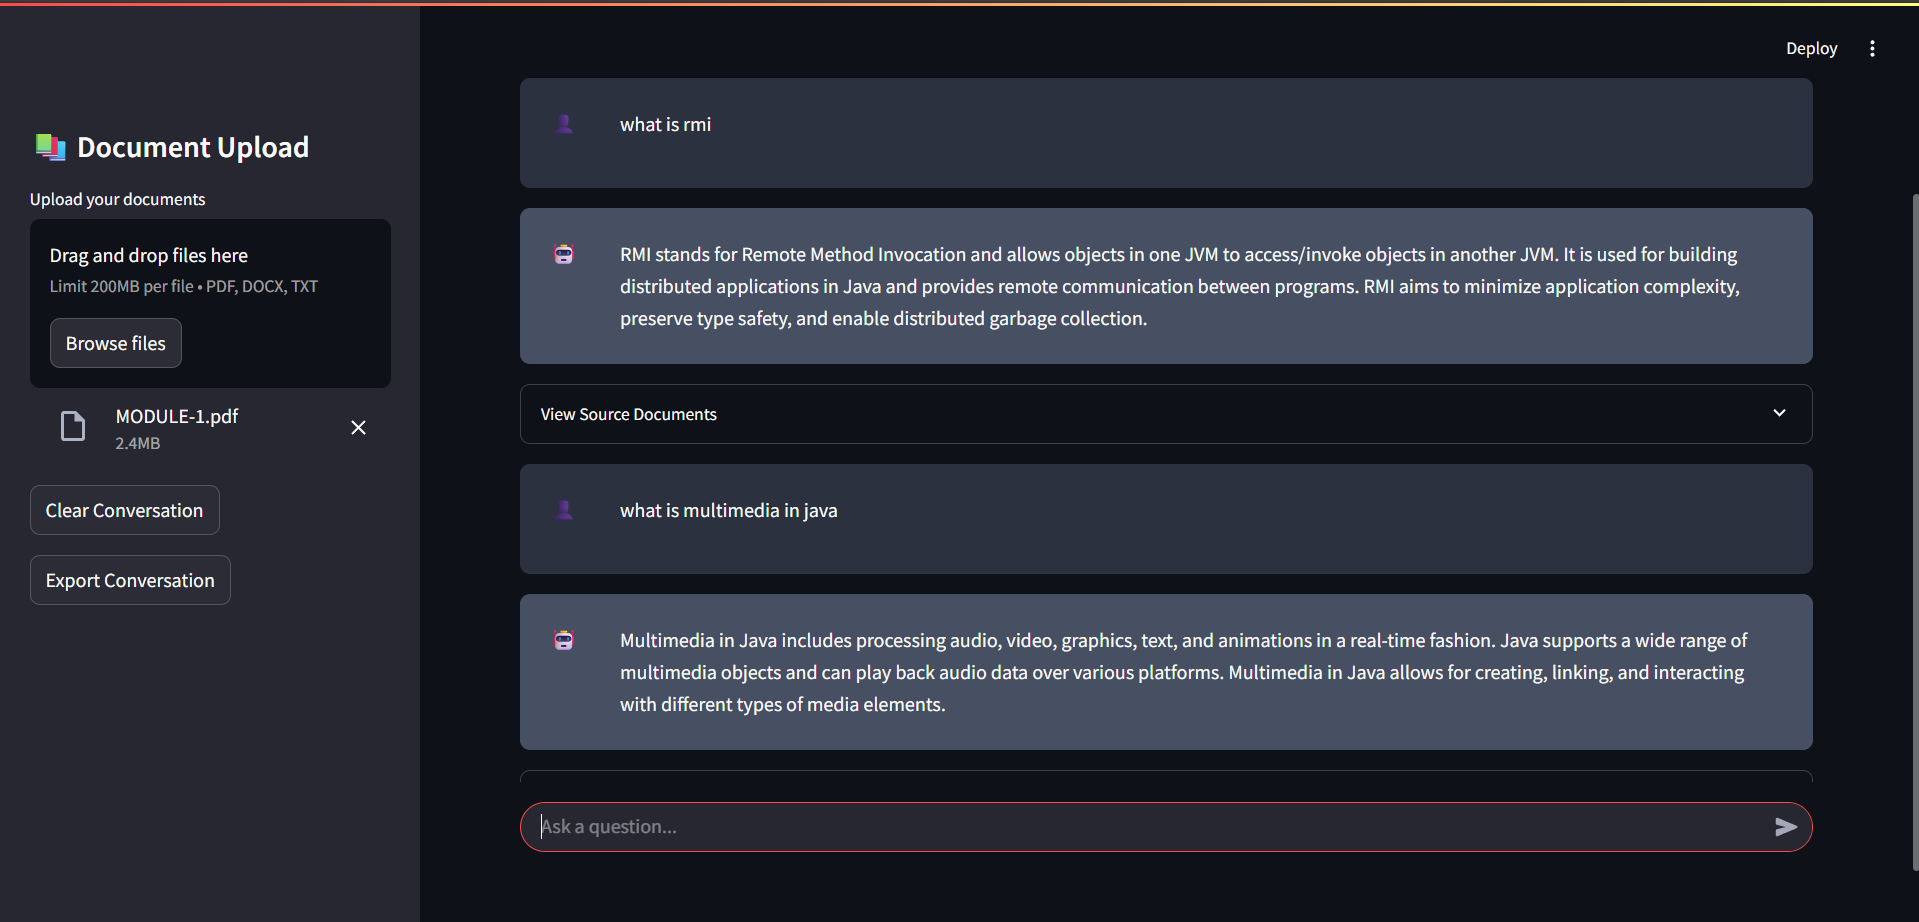 Deploy
Document Upload
Upload your documents
Drag and drop files here
Limit 200MB per file • PDF, DOCX, TXT
Browse files
MODULE-1.pdf
2.4MB
Clear Conversation
Export Conversation
what is rmi
RMI stands for Remote Method Invocation and allows objects in one JVM to access/invoke objects in another JVM. It is used for building
distributed applications in Java and provides remote communication between programs. RMI aims to minimize application complexity,
preserve type safety, and enable distributed garbage collection.
View Source Documents
what is multimedia in java
Multimedia in Java includes processing audio, video, graphics, text, and animations in a real-time fashion. Java supports a wide range of
multimedia objects and can play back audio data over various platforms. Multimedia in Java allows for creating, linking, and interacting
with different types of media elements.
Ask a question...